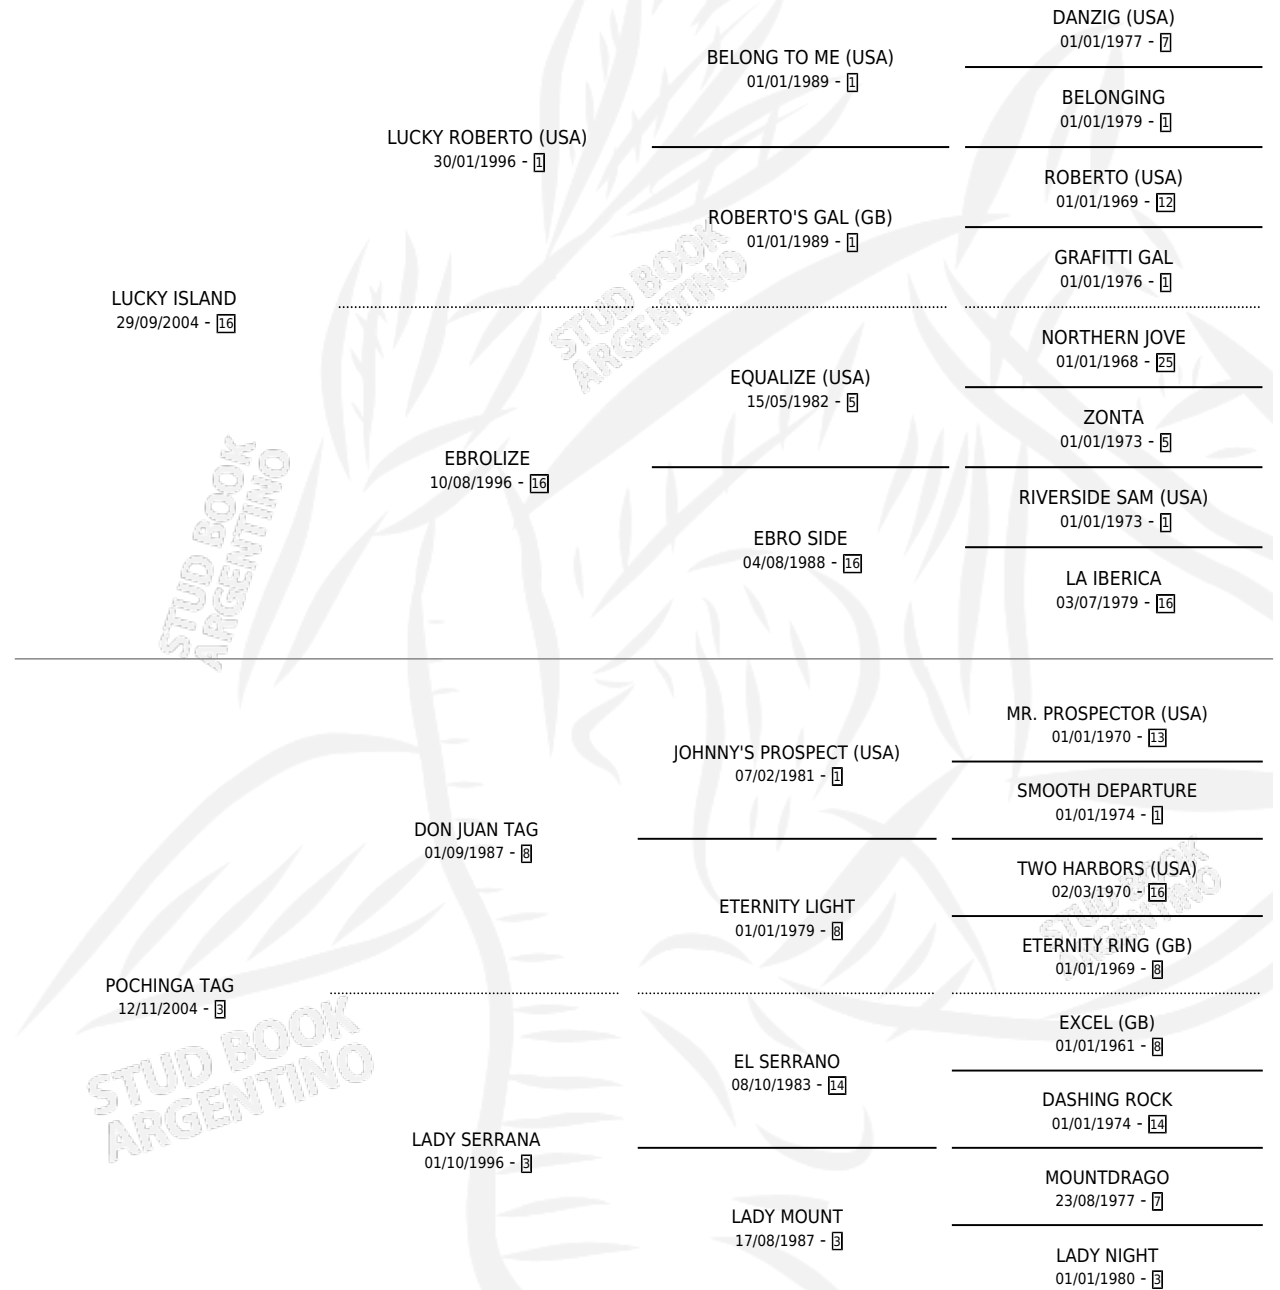 DANZIG (USA)
01/01/1977 - 7
BELONG TO ME (USA)
01/01/1989 - 1
BELONGING
01/01/1979 - 1
LUCKY ROBERTO (USA)
30/01/1996 - 1
ROBERTO (USA)
01/01/1969 - 12
ROBERTO'S GAL (GB)
01/01/1989 - 1
GRAFITTI GAL
01/01/1976 - 1
LUCKY ISLAND
29/09/2004 - 16
STUD BOOK
ARGENTINO
NORTHERN JOVE
01/01/1968 - 25
EQUALIZE (USA)
15/05/1982 - 5
ZONTA
01/01/1973 - 5
EBROLIZE
10/08/1996 - 16
RIVERSIDE SAM (USA)
01/01/1973 - 1
EBRO SIDE
04/08/1988 - 16
LA IBERICA
03/07/1979 - 16
STUD BOOK
ARGENTINO
MR. PROSPECTOR (USA)
01/01/1970 - 13
JOHNNY'S PROSPECT (USA)
07/02/1981 - 1
SMOOTH DEPARTURE
01/01/1974 - 1
DON JUAN TAG
01/09/1987 - 8
TWO HARBORS (USA)
02/03/1970 - 16
STUD BOOK
ARGENTINO
ETERNITY LIGHT
01/01/1979 - 8
ETERNITY RING (GB)
01/01/1969 - 8
POCHINGA TAG
12/11/2004 - 3
STUD BOOK
ARGENTINO
EXCEL (GB)
01/01/1961 - 8
EL SERRANO
08/10/1983 - 14
DASHING ROCK
01/01/1974 - 14
LADY SERRANA
01/10/1996 - 3
MOUNTDRAGO
23/08/1977 - 7
LADY MOUNT
17/08/1987 - 3
LADY NIGHT
01/01/1980 - 3